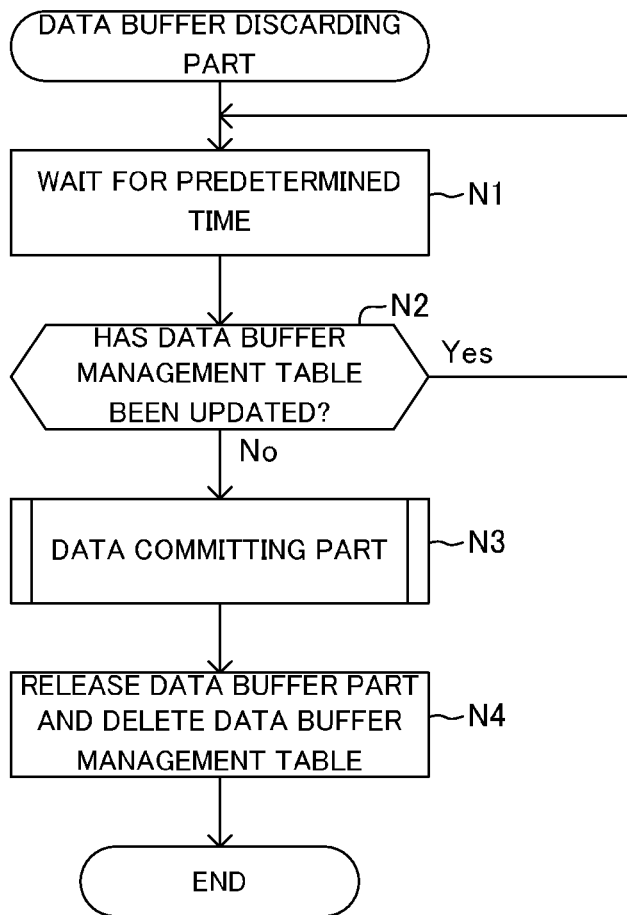 DATA BUFFER DISCARDING
PART
WAIT FOR PREDETERMINED
TIME
N1
N2
HAS DATA BUFFER
MANAGEMENT TABLE
BEEN UPDATED?
Yes
No
DATA COMMITTING PART
N3
RELEASE DATA BUFFER PART
AND DELETE DATA BUFFER
MANAGEMENT TABLE
N4
END